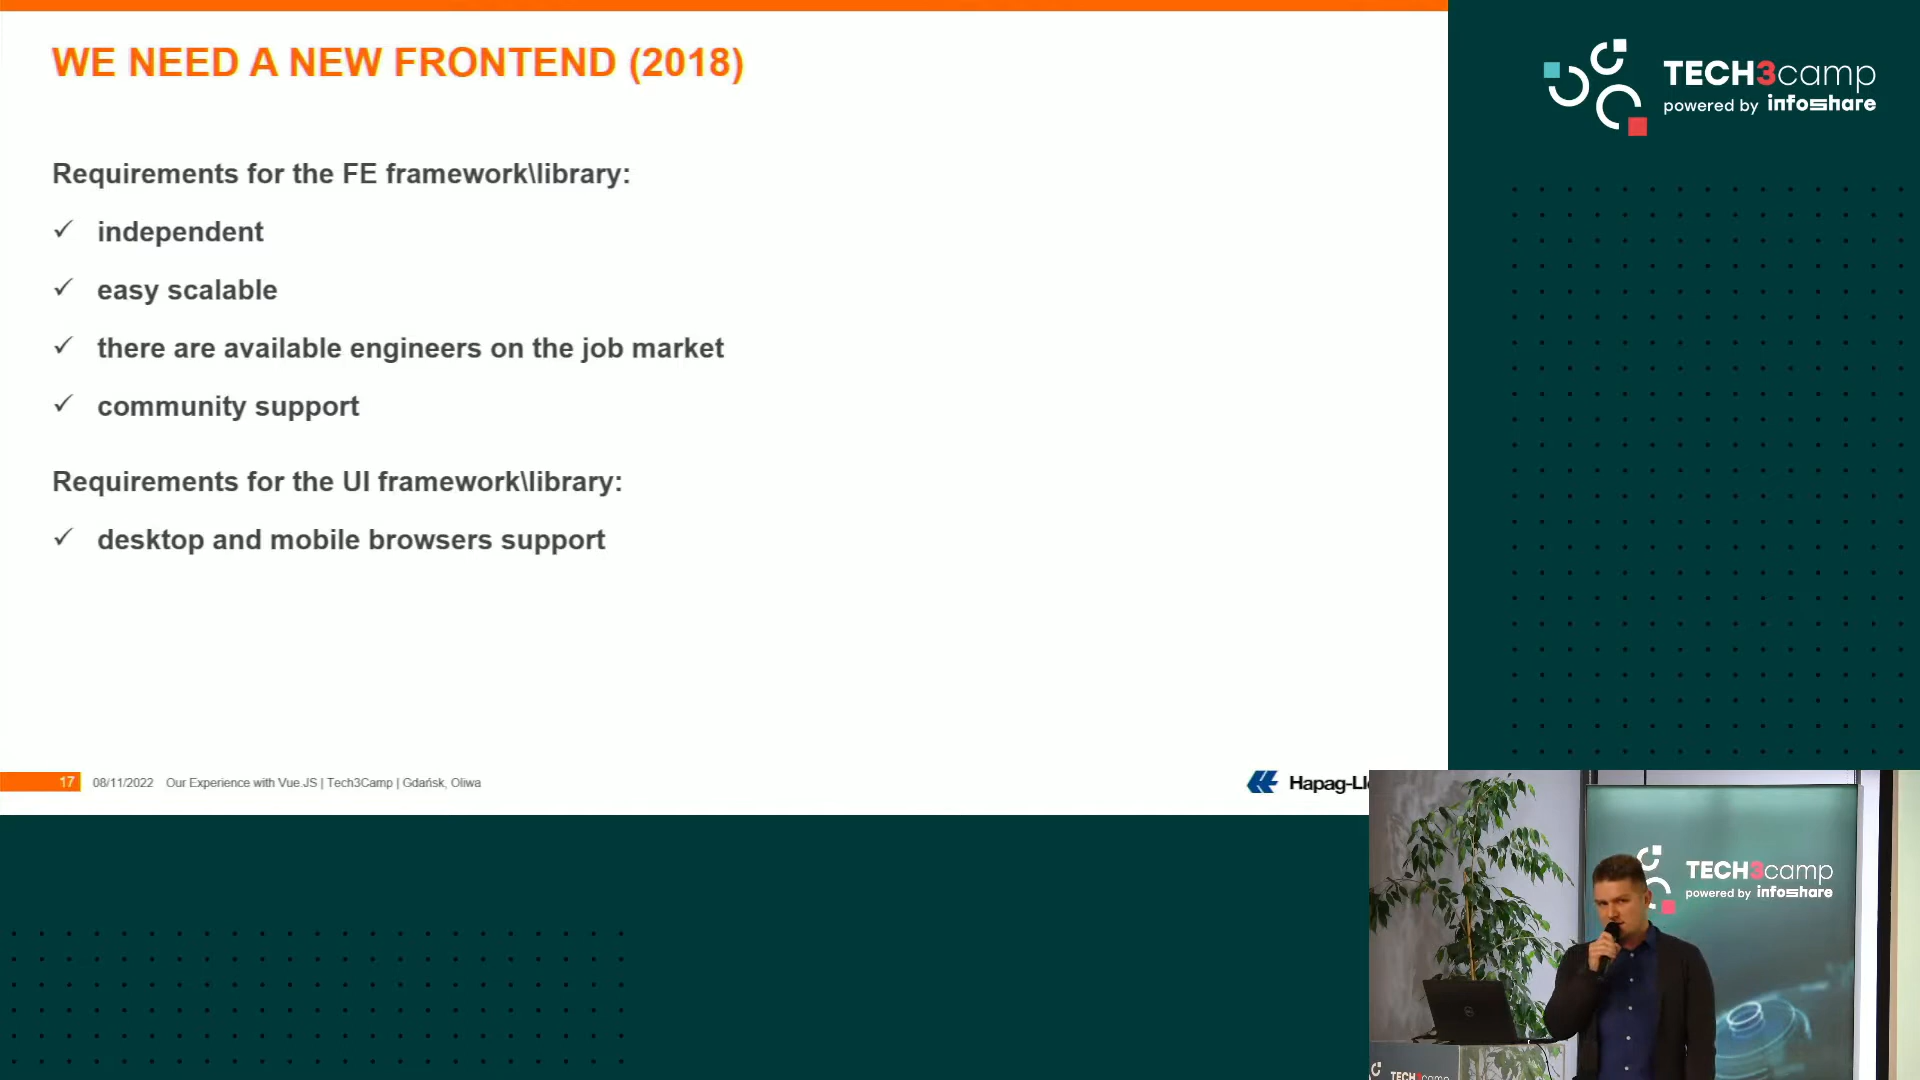 WE NEED A NEW FRONTEND (2018)
Requirements for the FE framework\library:
✓ independent
✓ easy scalable
✓ there are available engineers on the job market
✓ community support
Requirements for the UI framework\library:
✓ desktop and mobile browsers support
17 08/11/2022 Our Experience with Vue.JS | Tech3Camp | Gdańsk, Oliwa
TECH3camp
powered by infoshare
TECH3camp
powered by infoshare
TECH3camp